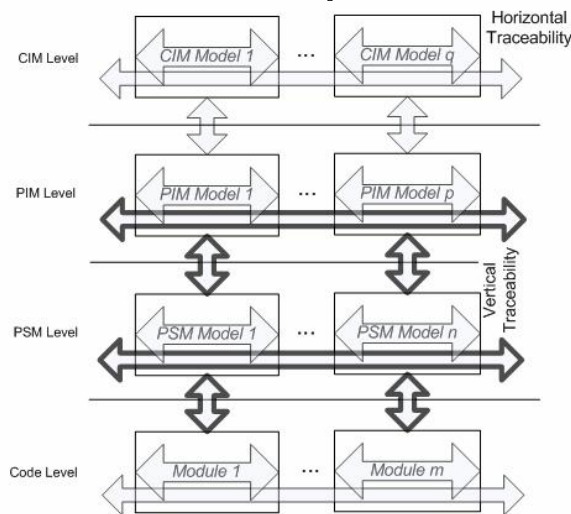 Horizontal
Traceability
CIM Level
CIM Model 1
...
CIM Model q
PIM Level
PIM Model 1
...
PIM Model p
Vertical
Traceability
PSM Level
PSM Model 1
...
PSM Model n
Code Level
Module 1
...
Module m